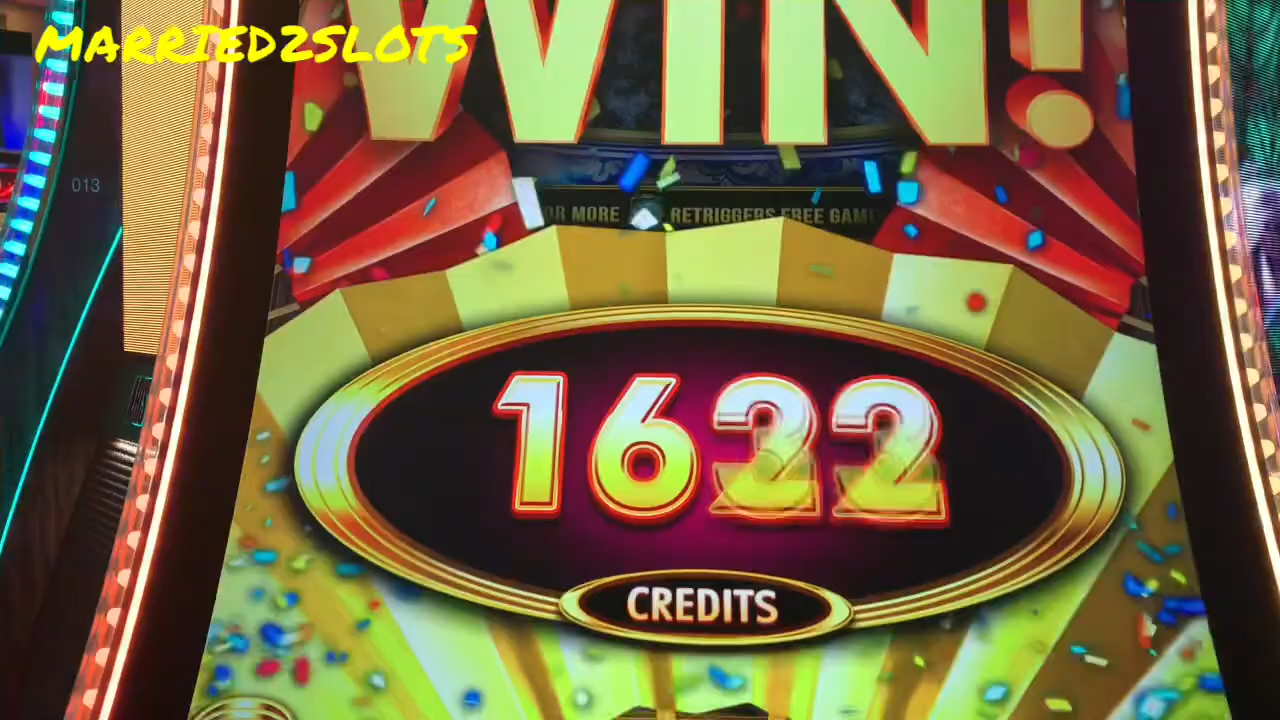 MARRIED2SLOTS
WIN!
013
OR MORE RETRIGGERS FREE GAM
1622
CREDITS